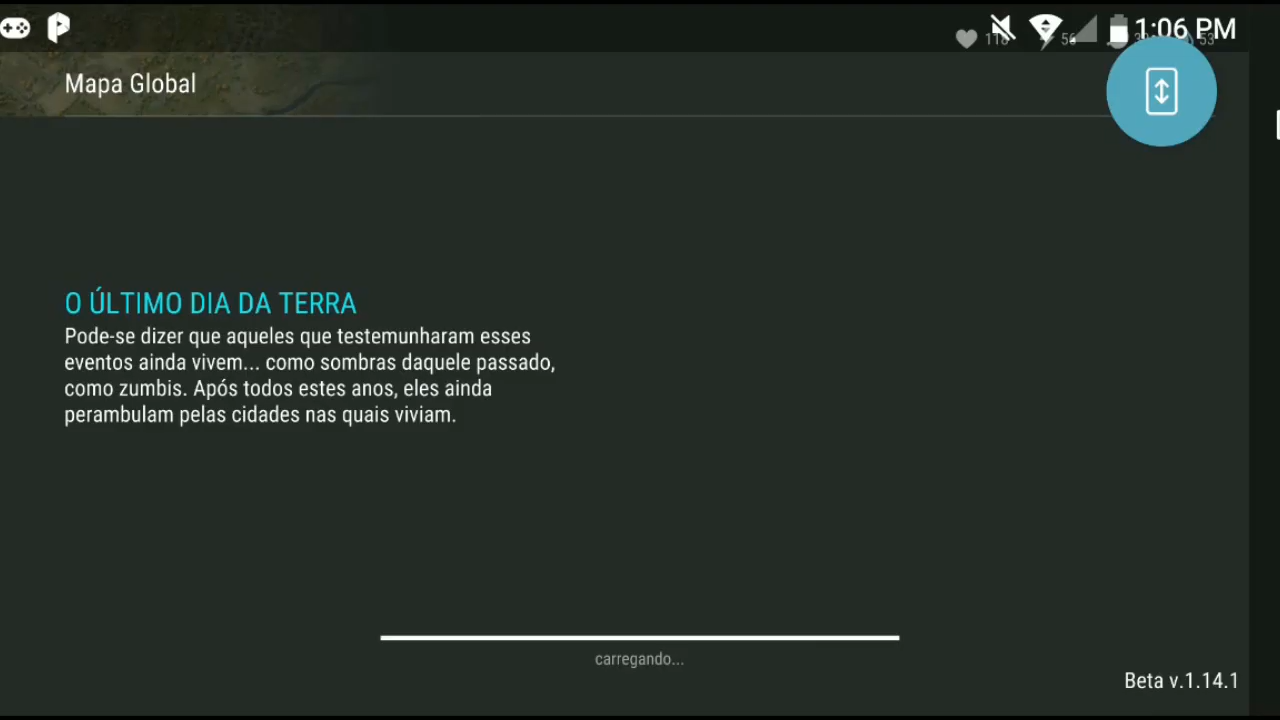 1:06 PM
Mapa Global
O ÚLTIMO DIA DA TERRA
Pode-se dizer que aqueles que testemunharam esses
eventos ainda vivem... como sombras daquele passado,
como zumbis. Após todos estes anos, eles ainda
perambulam pelas cidades nas quais viviam.
carregando...
Beta v.1.14.1